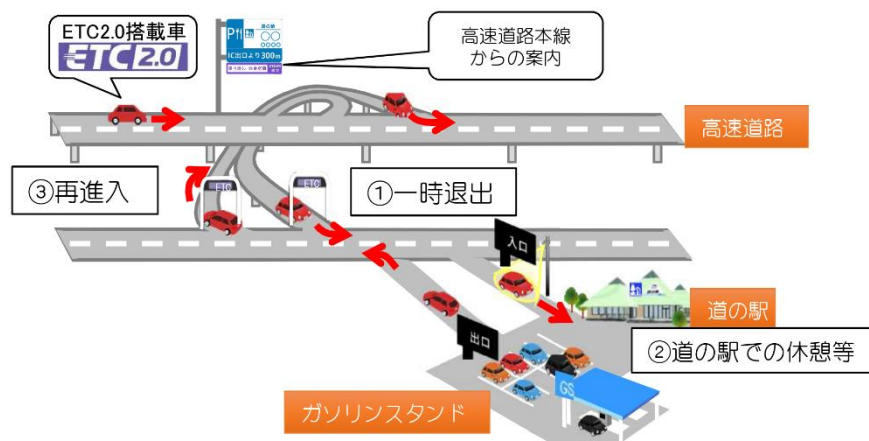 ETC2.0搭載車
ETC 2.0
P
IC出口より300m
高速道路本線
からの案内
高速道路
③再進入
①一時退出
ETC
ETC
入口
道の駅
②道の駅での休憩等
出口
GS
ガソリンスタンド